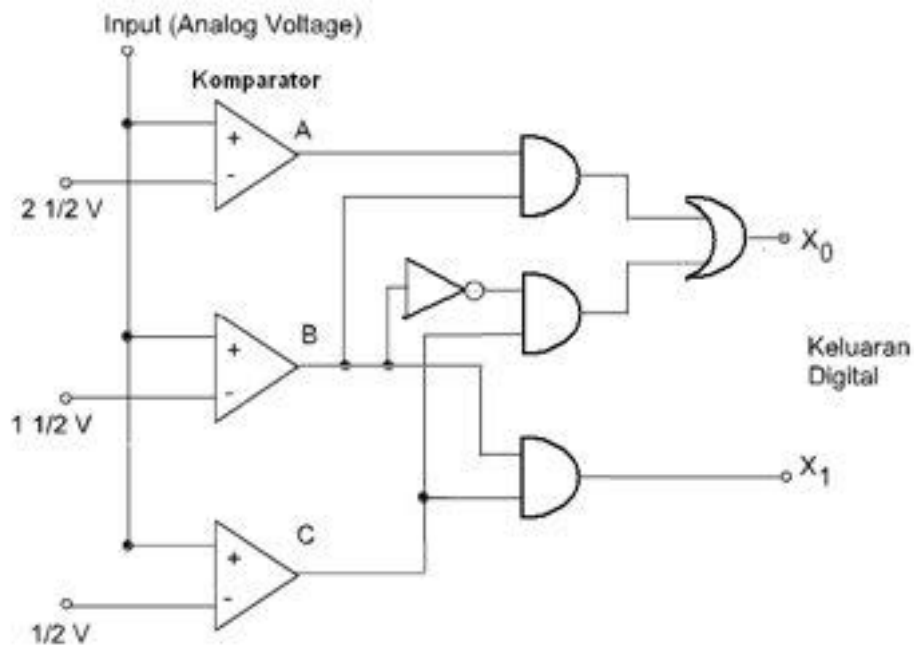 Input (Analog Voltage)
Komparator
A
+
-
2 1/2 V
X0
B
+
-
1 1/2 V
Keluaran
Digital
X1
C
+
-
1/2 V